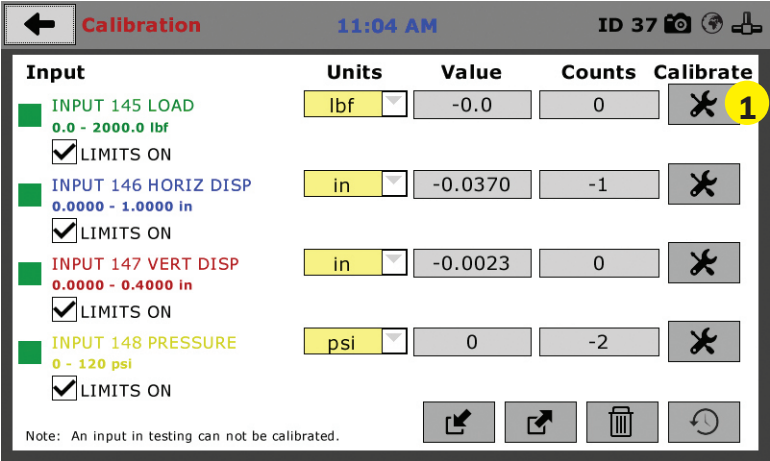 Calibration 11:04 AM ID 37
Input Units Value Counts Calibrate
INPUT 145 LOAD lbf -0.0 0 1
0.0 - 2000.0 lbf
LIMITS ON
INPUT 146 HORIZ DISP in -0.0370 -1
0.0000 - 1.0000 in
LIMITS ON
INPUT 147 VERT DISP in -0.0023 0
0.0000 - 0.4000 in
LIMITS ON
INPUT 148 PRESSURE psi 0 -2
0 - 120 psi
LIMITS ON
Note: An input in testing can not be calibrated.